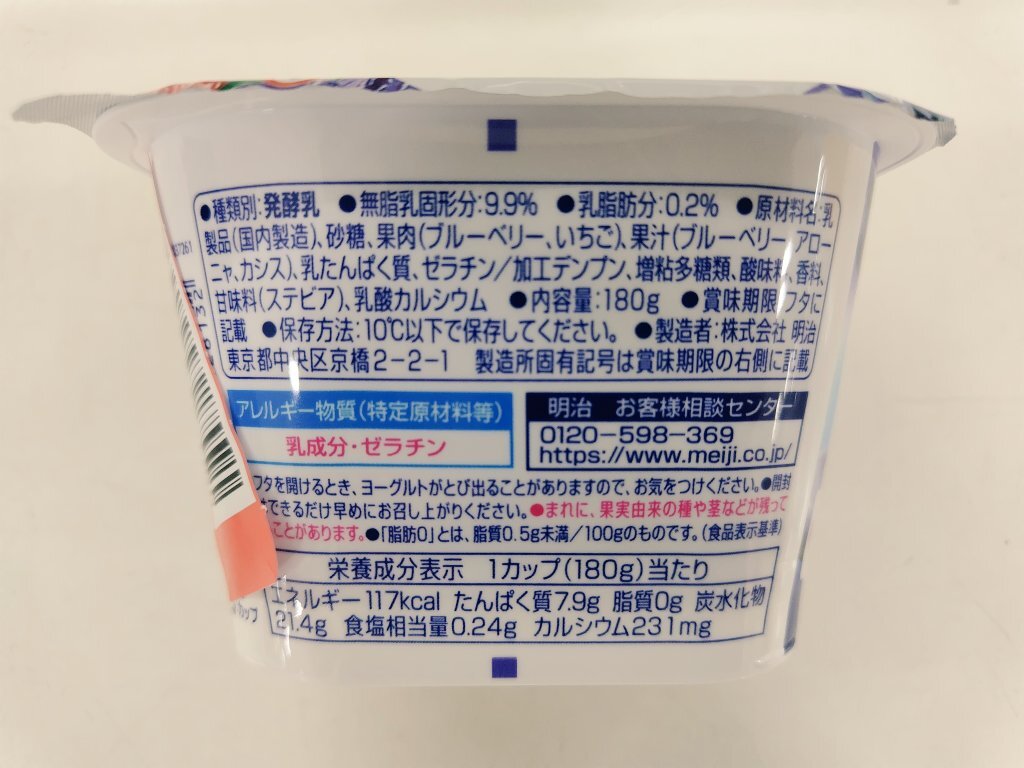 ●種類別:発酵乳 ●無脂乳固形分:9.9% ●乳脂肪分:0.2% ●原材料名:乳
製品(国内製造)、砂糖、果肉(ブルーベリー、いちご)、果汁(ブルーベリー、アロー
ニャ、カシス)、乳たんぱく質、ゼラチン/加工デンプン、増粘多糖類、酸味料、香料、
甘味料(ステビア)、乳酸カルシウム ●内容量:180g ●賞味期限:フタに
記載 ●保存方法:10℃以下で保存してください。 ●製造者:株式会社 明治
東京都中央区京橋2-2-1 製造所固有記号は賞味期限の右側に記載
アレルギー物質(特定原材料等)
乳成分・ゼラチン
明治 お客様相談センター
0120-598-369
https://www.meiji.co.jp/
フタを開けるとき、ヨーグルトがとび出ることがありますので、お気をつけください。●開封
できるだけ早めにお召し上がりください。●まれに、果実由来の種や茎などが残って
ことがあります。●「脂肪0」とは、脂質0.5g未満/100gのものです。(食品表示基準)
栄養成分表示 1カップ(180g)当たり
エネルギー117kcal たんぱく質7.9g 脂質0g 炭水化物
21.4g 食塩相当量0.24g カルシウム231mg
カップ